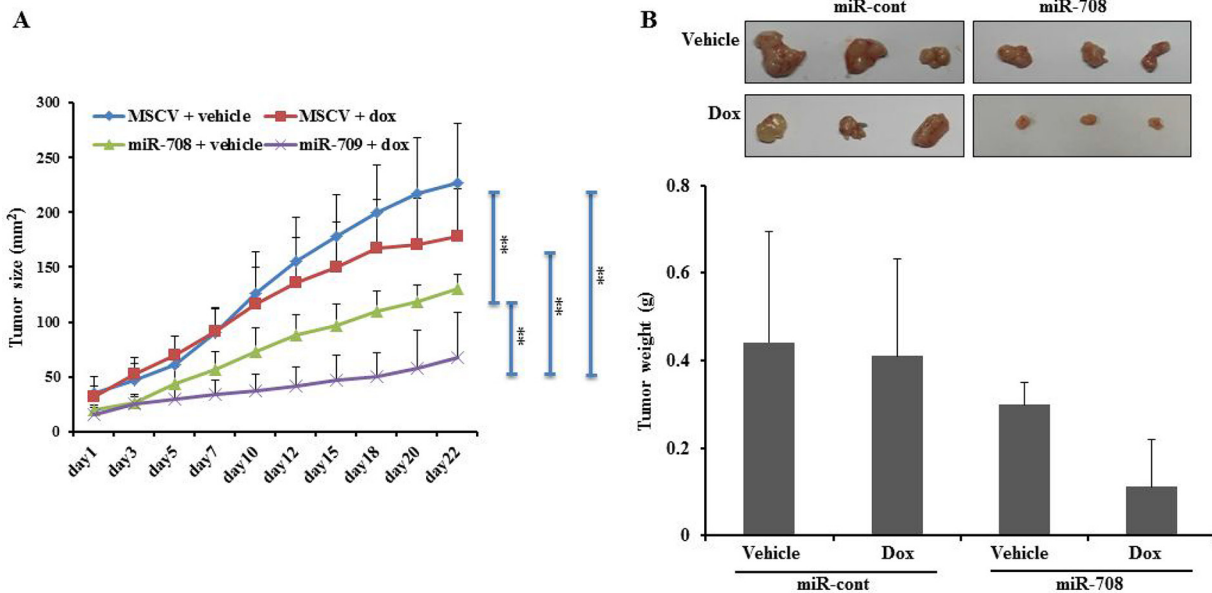 A
300
250
200
150
100
50
0
Tumor size (mm²)
MSCV + vehicle
MSCV + dox
miR-708 + vehicle
miR-709 + dox
day1
day3
day5
day7
day10
day12
day15
day18
day20
day22
**
**
**
**
B
miR-cont
miR-708
Vehicle
Dox
0.8
0.6
0.4
0.2
0
Tumor weight (g)
Vehicle
Dox
Vehicle
Dox
miR-cont
miR-708